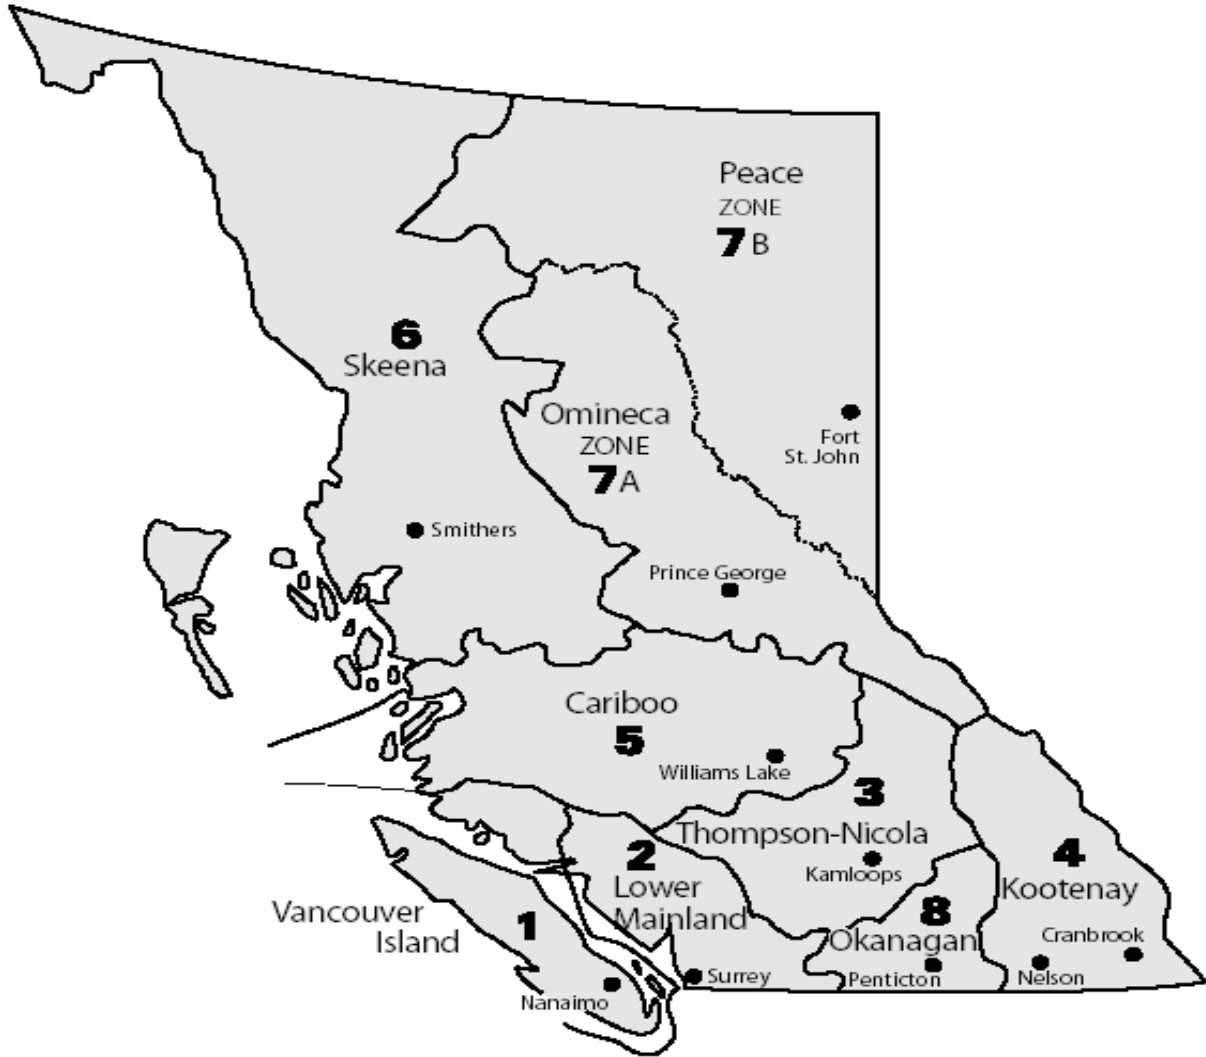 Peace
ZONE
7 B
6
Skeena
Omineca
ZONE
7 A
Fort
St. John
Smithers
Prince George
Cariboo
5
Williams Lake
3
Thompson-Nicola
Kamloops
2
Lower
Mainland
4
Kootenay
Cranbrook
Nelson
8
Okanagan
Penticton
Vancouver
Island
1
Nanaimo
Surrey